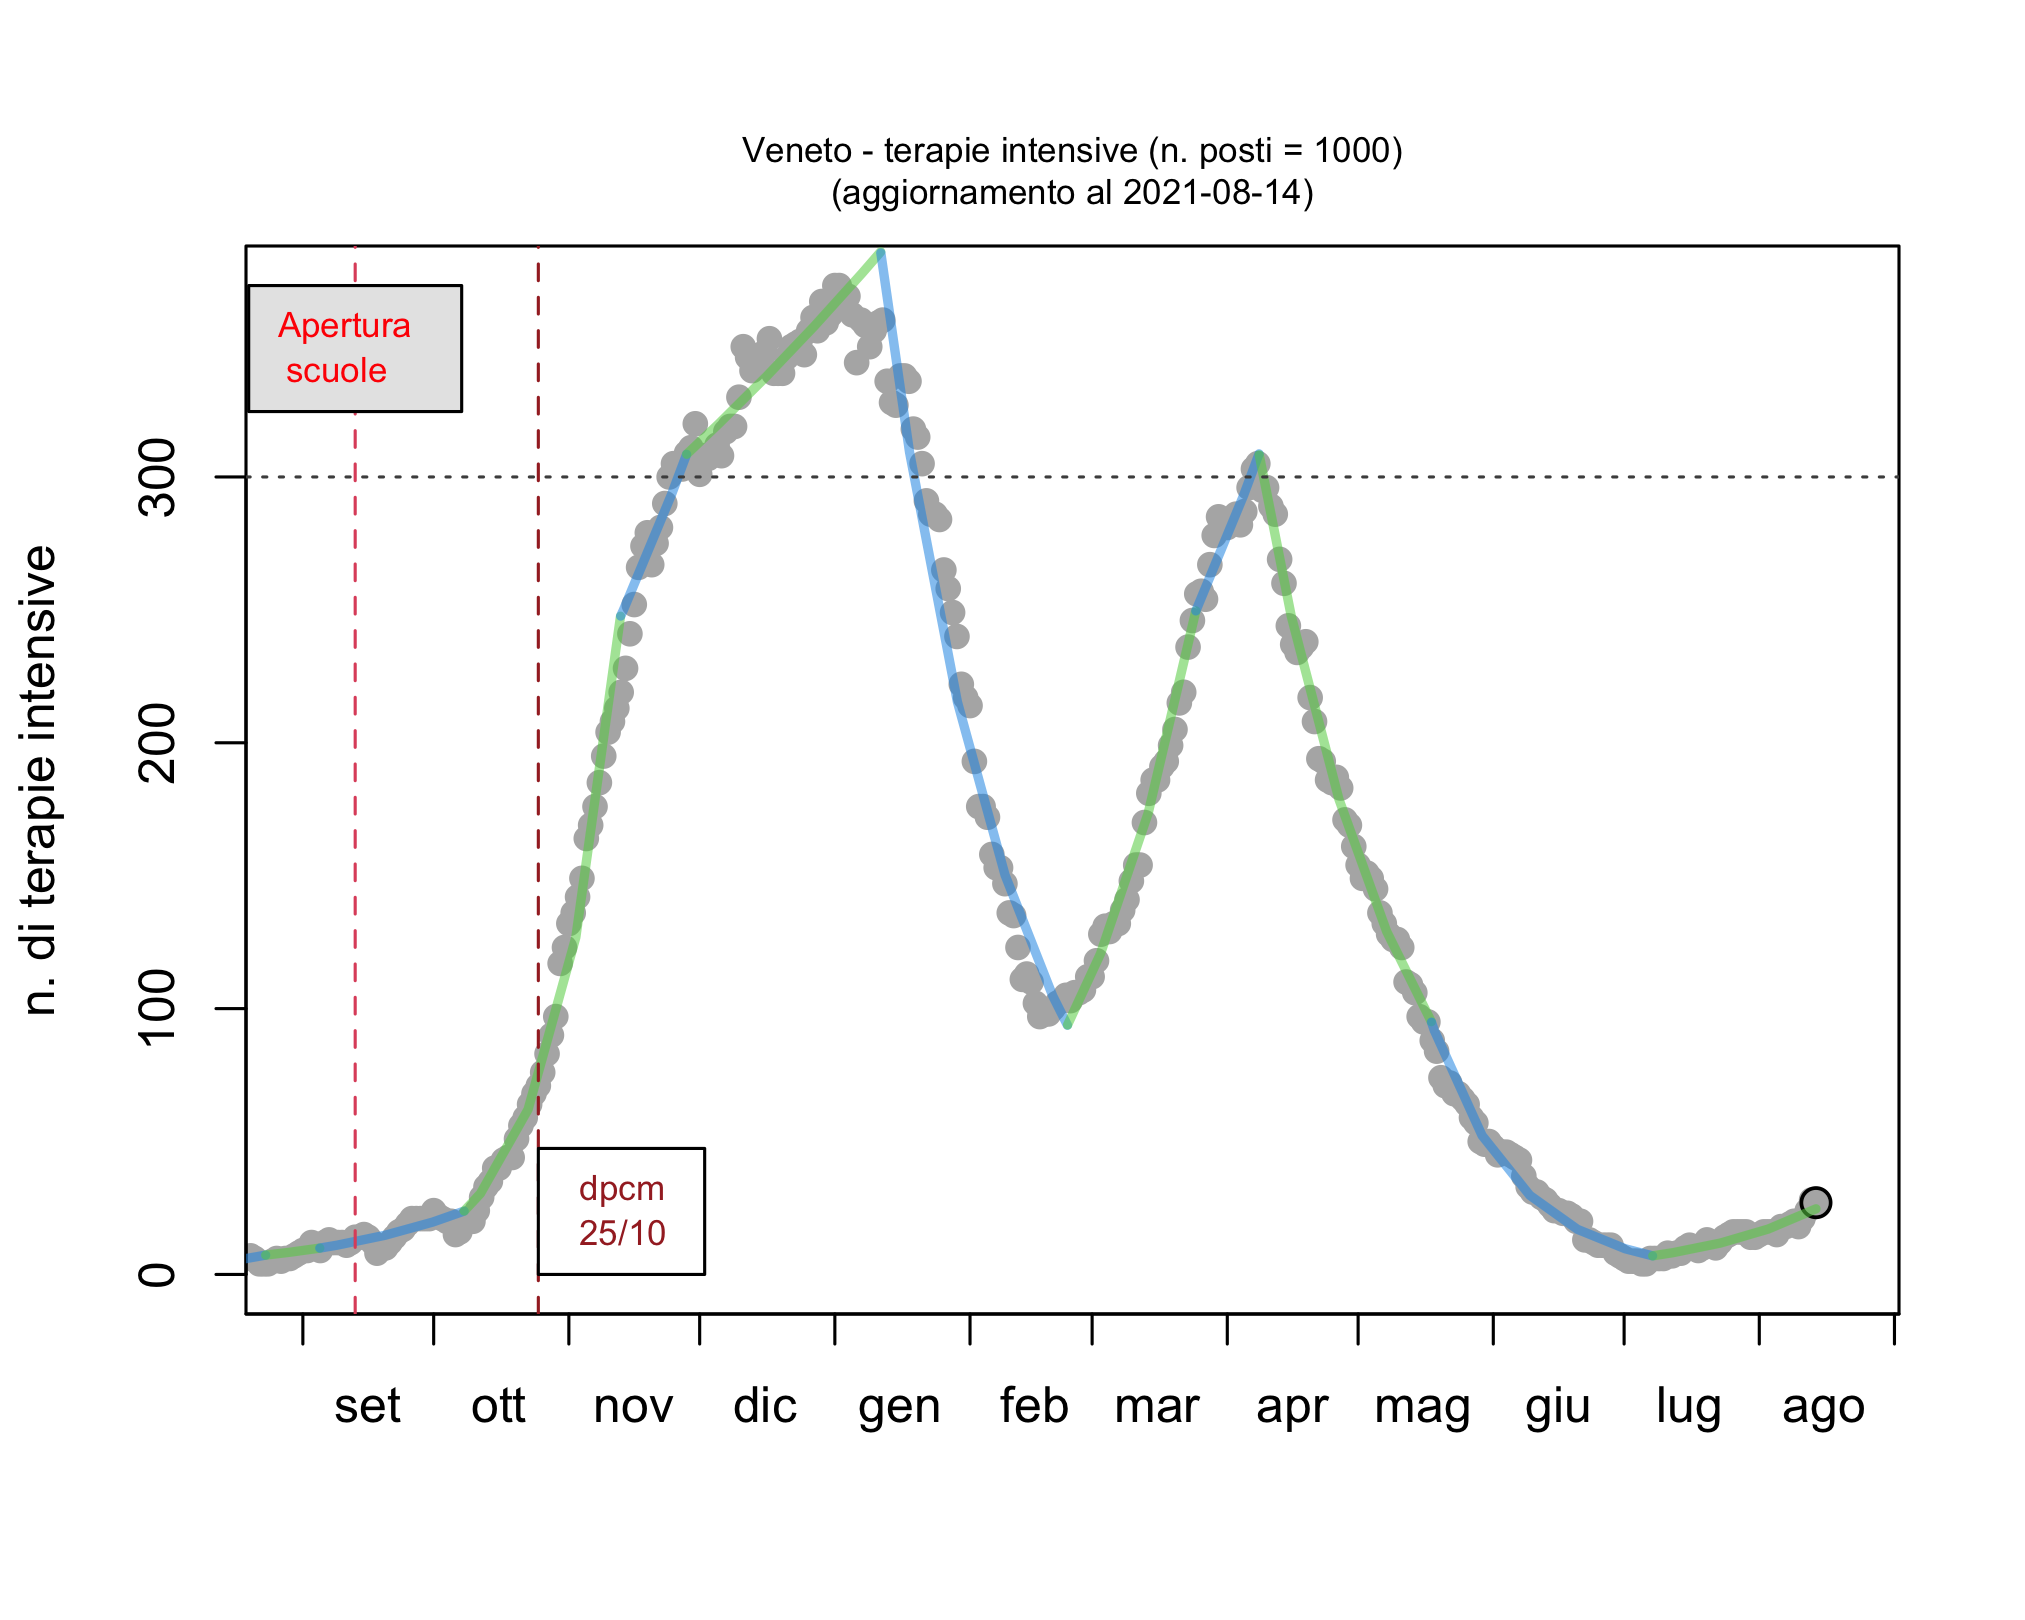 Veneto - terapie intensive (n. posti = 1000)
(aggiornamento al 2021-08-14)
Apertura
scuole
n. di terapie intensive
300
200
100
0
dpcm
25/10
set ott nov dic gen feb mar apr mag giu lug ago